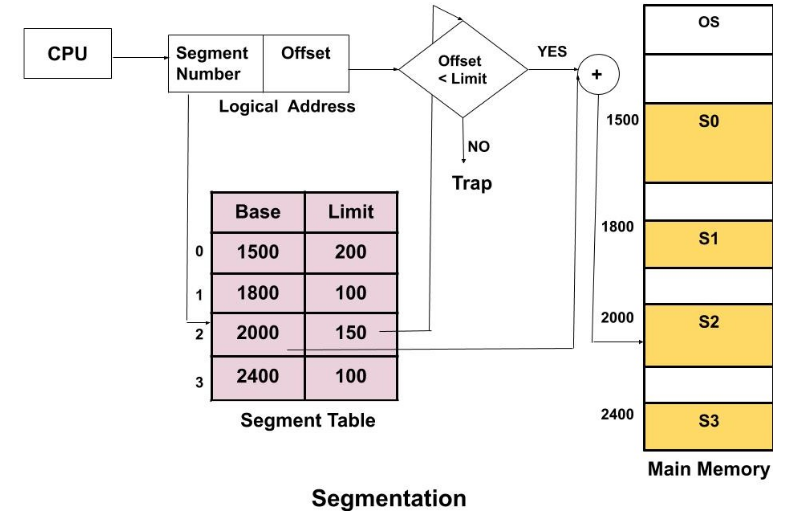 CPU
Segment
Number
Offset
Logical Address
Offset
< Limit
YES
+
NO
Trap
Base Limit
0 1500 200
1 1800 100
2 2000 150
3 2400 100
Segment Table
OS
1500 S0
1800 S1
2000 S2
2400 S3
Main Memory
Segmentation